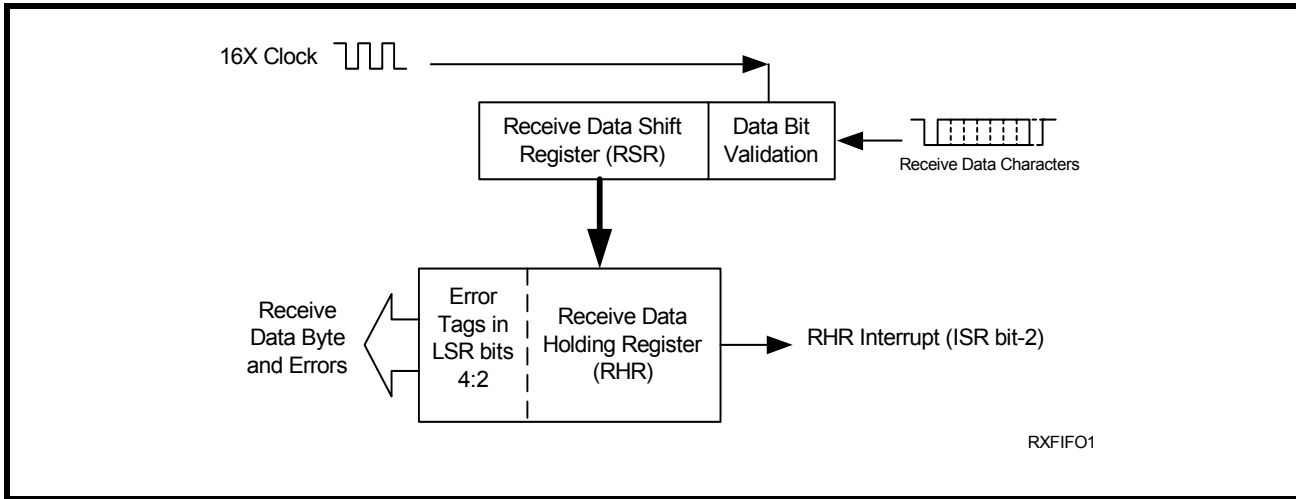 16X Clock
Receive Data Shift
Register (RSR)
Data Bit
Validation
Receive Data Characters
Receive
Data Byte
and Errors
Error
Tags in
LSR bits
4:2
Receive Data
Holding Register
(RHR)
RHR Interrupt (ISR bit-2)
RXFIFO1